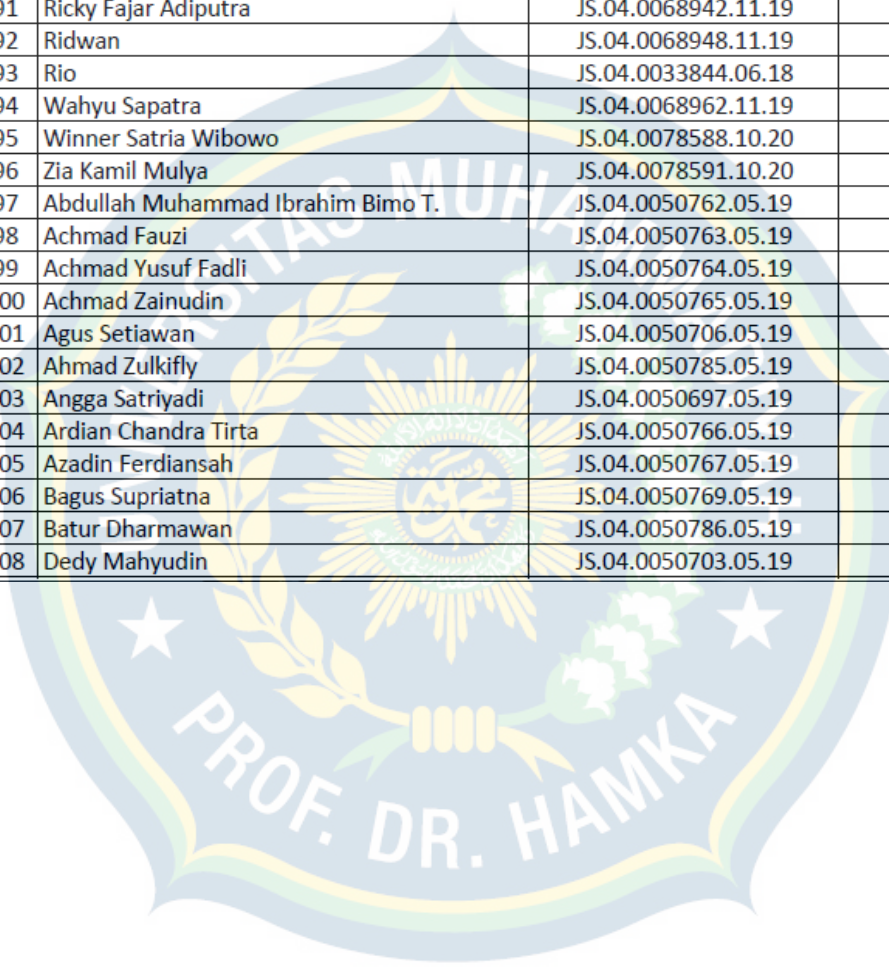 91 Ricky Fajar Adiputra JS.04.0068942.11.19
92 Ridwan JS.04.0068948.11.19
93 Rio JS.04.0033844.06.18
94 Wahyu Sapatra JS.04.0068962.11.19
95 Winner Satria Wibowo JS.04.0078588.10.20
96 Zia Kamil Mulya JS.04.0078591.10.20
97 Abdullah Muhammad Ibrahim Bimo T. JS.04.0050762.05.19
98 Achmad Fauzi JS.04.0050763.05.19
99 Achmad Yusuf Fadli JS.04.0050764.05.19
00 Achmad Zainudin JS.04.0050765.05.19
01 Agus Setiawan JS.04.0050706.05.19
02 Ahmad Zulkifly JS.04.0050785.05.19
03 Angga Satriyadi JS.04.0050697.05.19
04 Ardian Chandra Tirta JS.04.0050766.05.19
05 Azadin Ferdiansah JS.04.0050767.05.19
06 Bagus Supriatna JS.04.0050769.05.19
07 Batur Dharmawan JS.04.0050786.05.19
08 Dedy Mahyudin JS.04.0050703.05.19
UNIVERSITAS MUHAMMADIYAH
PROF. DR. HAMKA